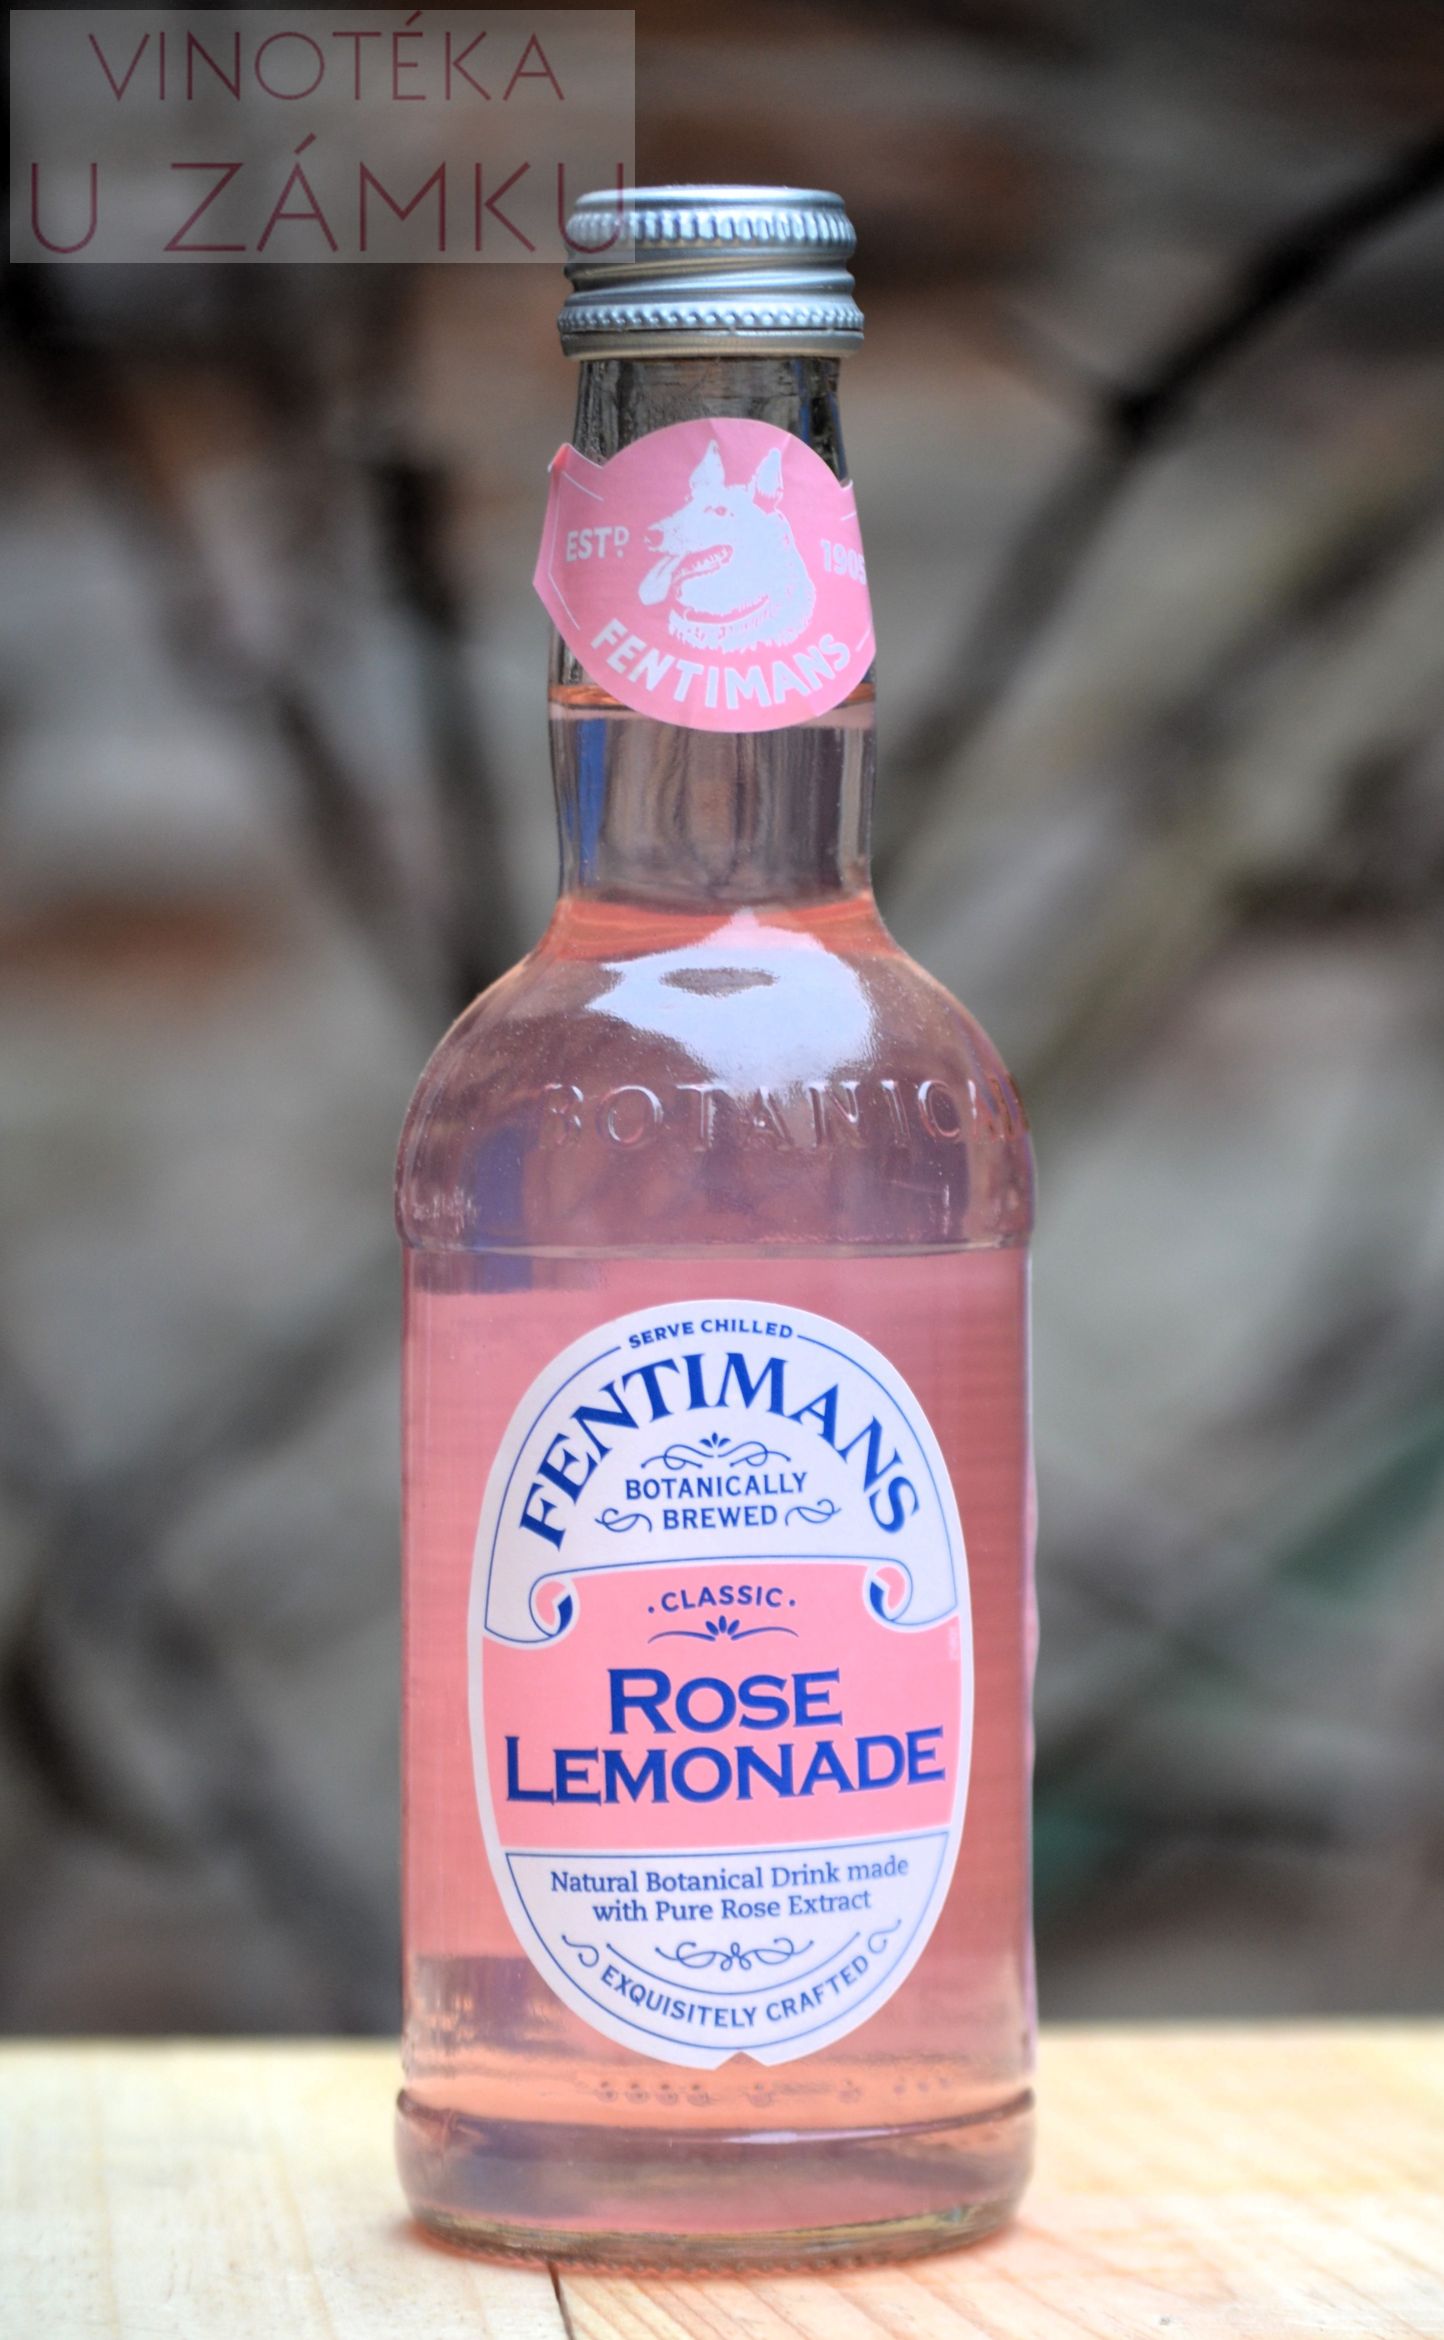 VINOTÉKA
U ZÁMKU
ESTD. 1905
FENTIMANS
BOTANICAL
SERVE CHILLED
FENTIMANS
BOTANICALLY
BREWED
·CLASSIC·
ROSE
LEMONADE
Natural Botanical Drink made
with Pure Rose Extract
EXQUISITELY CRAFTED